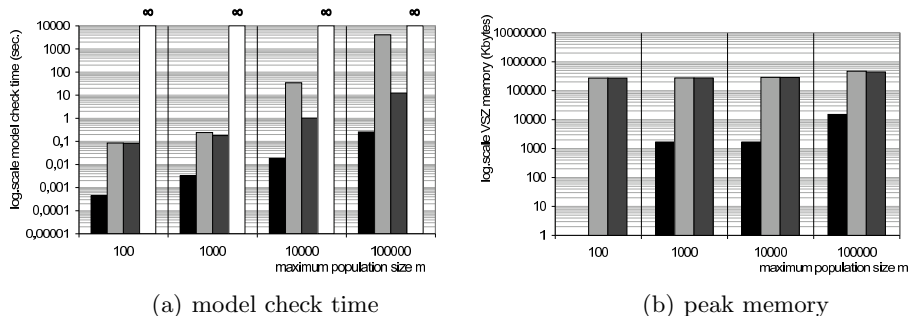 ∞ ∞ ∞ ∞
log.scale model check time (sec.)
10000
1000
100
10
1
0,1
0,01
0,001
0,0001
0,00001
100 1000 10000 100000
maximum population size m
(a) model check time
log.scale VSZ memory (Kbytes)
10000000
1000000
100000
10000
1000
100
10
1
100 1000 10000 100000
maximum population size m
(b) peak memory